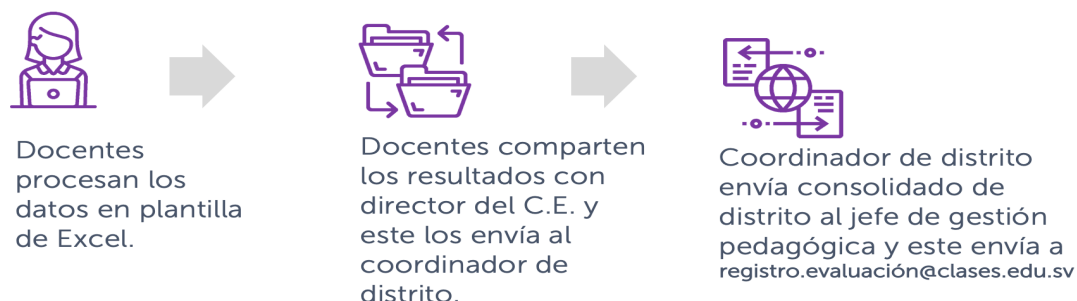 Docentes
procesan los
datos en plantilla
de Excel.
Docentes comparten
los resultados con
director del C.E. y
este los envía al
coordinador de
distrito.
Coordinador de distrito
envía consolidado de
distrito al jefe de gestión
pedagógica y este envía a
registro.evaluación@clases.edu.sv